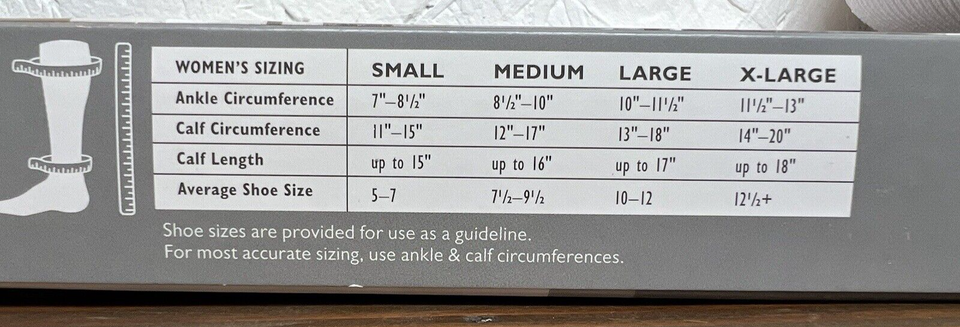 WOMEN'S SIZING SMALL MEDIUM LARGE X-LARGE
Ankle Circumference 7"–8½" 8½"–10" 10"–11½" 11½"–13"
Calf Circumference 11"–15" 12"–17" 13"–18" 14"–20"
Calf Length up to 15" up to 16" up to 17" up to 18"
Average Shoe Size 5–7 7½–9½ 10–12 12½+
Shoe sizes are provided for use as a guideline.
For most accurate sizing, use ankle & calf circumferences.